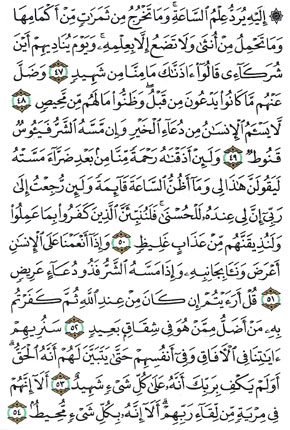 ۞ إِلَيْهِ يُرَدُّ عِلْمُ ٱلسَّاعَةِ ۚ وَمَا تَخْرُجُ مِن ثَمَرَٰتٍ مِّنْ أَكْمَامِهَا
وَمَا تَحْمِلُ مِنْ أُنثَىٰ وَلَا تَضَعُ إِلَّا بِعِلْمِهِۦ ۚ وَيَوْمَ يُنَادِيهِمْ أَيْنَ
شُرَكَآءِى قَالُوٓا۟ ءَاذَنَّٰكَ مَا مِنَّا مِن شَهِيدٍ ٤٧ وَضَلَّ
عَنْهُم مَّا كَانُوا۟ يَدْعُونَ مِن قَبْلُ ۖ وَظَنُّوا۟ مَا لَهُم مِّن مَّحِيصٍ ٤٨
لَّا يَسْـَٔمُ ٱلْإِنسَٰنُ مِن دُعَآءِ ٱلْخَيْرِ وَإِن مَّسَّهُ ٱلشَّرُّ فَيَـُٔوسٌ
قَنُوطٌ ٤٩ وَلَئِنْ أَذَقْنَٰهُ رَحْمَةً مِّنَّا مِنۢ بَعْدِ ضَرَّآءَ مَسَّتْهُ
لَيَقُولَنَّ هَٰذَا لِى وَمَآ أَظُنُّ ٱلسَّاعَةَ قَآئِمَةً وَلَئِن رُّجِعْتُ إِلَىٰ
رَبِّىٓ إِنَّ لِى عِندَهُۥ لَلْحُسْنَىٰ ۚ فَلَنُنَبِّئَنَّ ٱلَّذِينَ كَفَرُوا۟ بِمَا عَمِلُوا۟
وَلَنُذِيقَنَّهُم مِّنْ عَذَابٍ غَلِيظٍ ٥٠ وَإِذَآ أَنْعَمْنَا عَلَى ٱلْإِنسَٰنِ
أَعْرَضَ وَنَـَٔا بِجَانِبِهِۦ وَإِذَا مَسَّهُ ٱلشَّرُّ فَذُو دُعَآءٍ عَرِيضٍ
٥١ قُلْ أَرَءَيْتُمْ إِن كَانَ مِنْ عِندِ ٱللَّهِ ثُمَّ كَفَرْتُم
بِهِۦ مَنْ أَضَلُّ مِمَّنْ هُوَ فِى شِقَاقٍۭ بَعِيدٍ ٥٢ سَنُرِيهِمْ
ءَايَٰتِنَا فِى ٱلْـَٔافَاقِ وَفِىٓ أَنفُسِهِمْ حَتَّىٰ يَتَبَيَّنَ لَهُمْ أَنَّهُ ٱلْحَقُّ ۗ
أَوَلَمْ يَكْفِ بِرَبِّكَ أَنَّهُۥ عَلَىٰ كُلِّ شَىْءٍ شَهِيدٌ ٥٣ أَلَآ إِنَّهُمْ
فِى مِرْيَةٍ مِّن لِّقَآءِ رَبِّهِمْ ۗ أَلَآ إِنَّهُۥ بِكُلِّ شَىْءٍ مُّحِيطٌۢ ٥٤